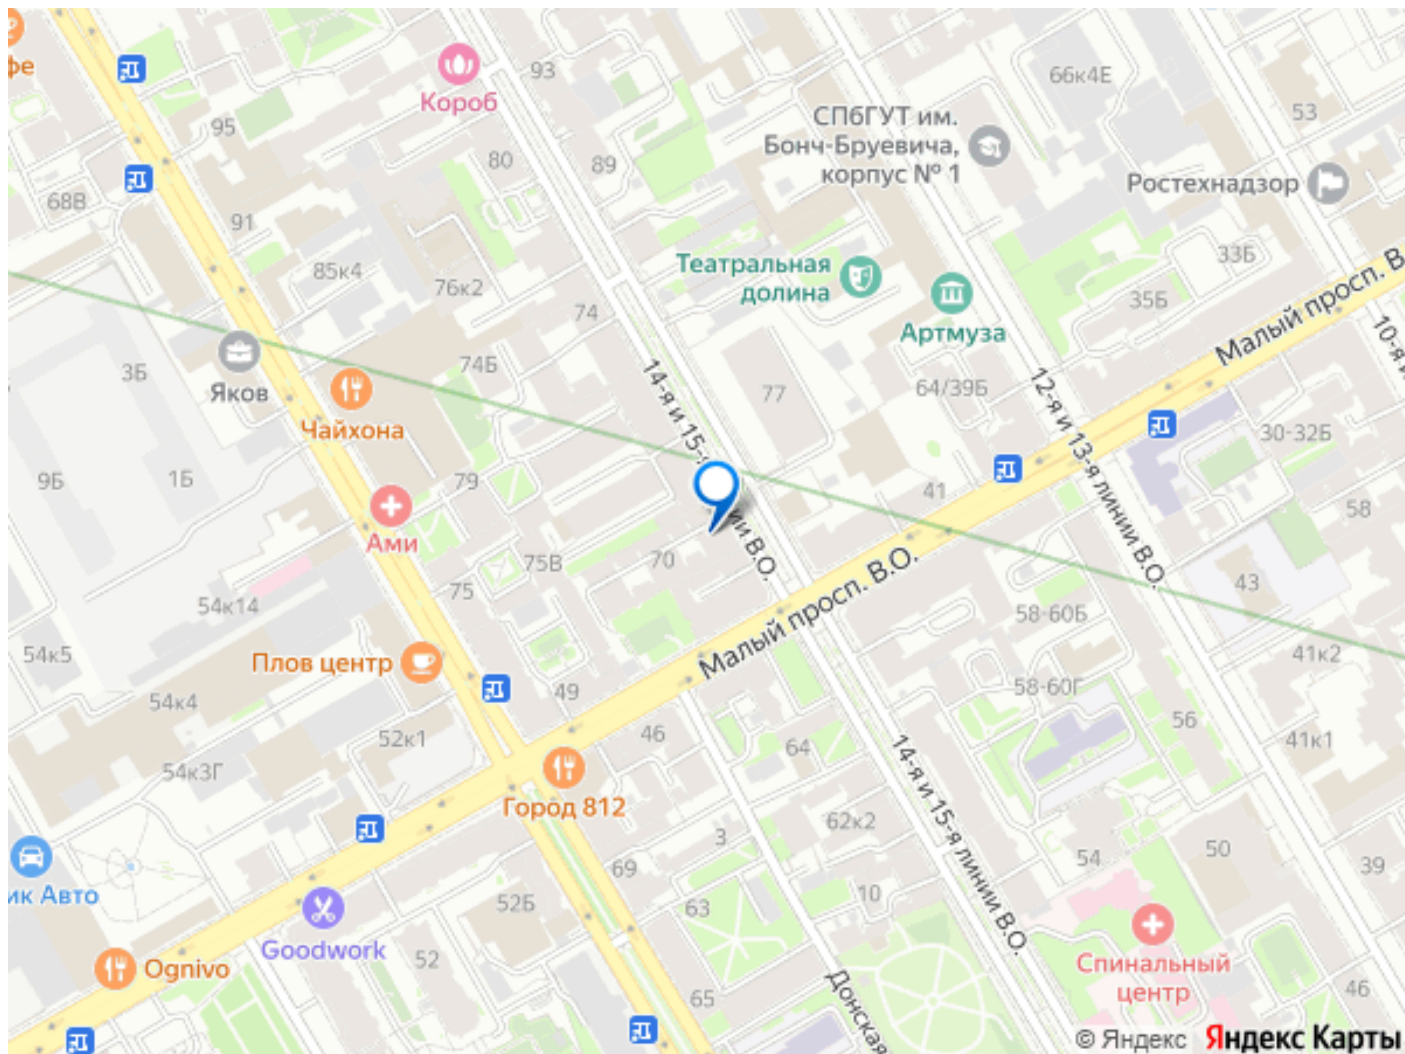 фе
93
66к4Е
Короб
95
СПбГУТ им.
Бонч-Бруевича,
корпус № 1
53
80
89
Ростехнадзор
68В
91
33Б
85к4
76к2
Театральная
долина
35Б
74
Артмуза
Малый просп. В
10-я и
3Б
74Б
Яков
77
64/39Б
14-я и 15-я
12-я и 13-я линии В.О.
Чайхона
30-32Б
9Б
1Б
79
41
58
Ами
нии В.О.
75В
70
75
43
54к14
Малый просп. В.О.
58-60Б
54к5
Плов центр
41к2
58-60Г
49
54к4
56
46
64
52к1
41к1
54к3Г
14-я и 15-я линии В.О.
Город 812
62к2
3
54
50
69
39
ик Авто
10
52Б
63
Goodwork
52
Спинальный
центр
Ognivo
Донская
65
46
© Яндекс Яндекс Карты